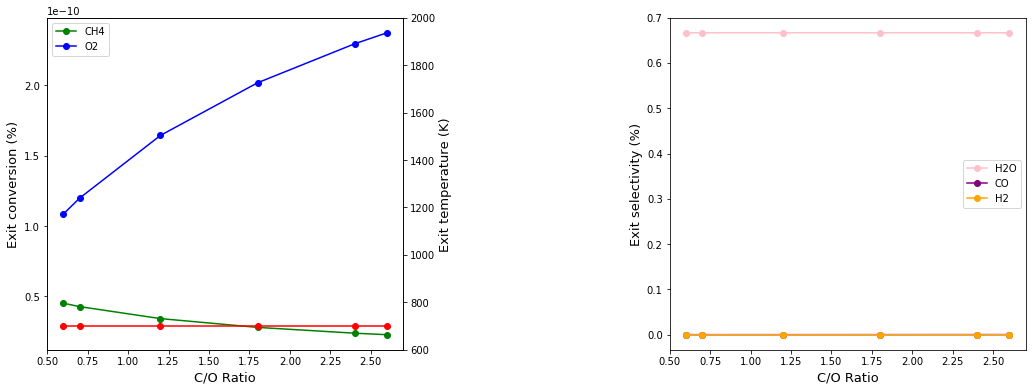 1e−10
CH4
O2
2.0
1.5
1.0
0.5
Exit conversion (%)
0.50 0.75 1.00 1.25 1.50 1.75 2.00 2.25 2.50
C/O Ratio
2000
1800
1600
1400
1200
1000
800
600
Exit temperature (K)
0.7
0.6
0.5
0.4
0.3
0.2
0.1
0.0
Exit selectivity (%)
H2O
CO
H2
0.50 0.75 1.00 1.25 1.50 1.75 2.00 2.25 2.50
C/O Ratio